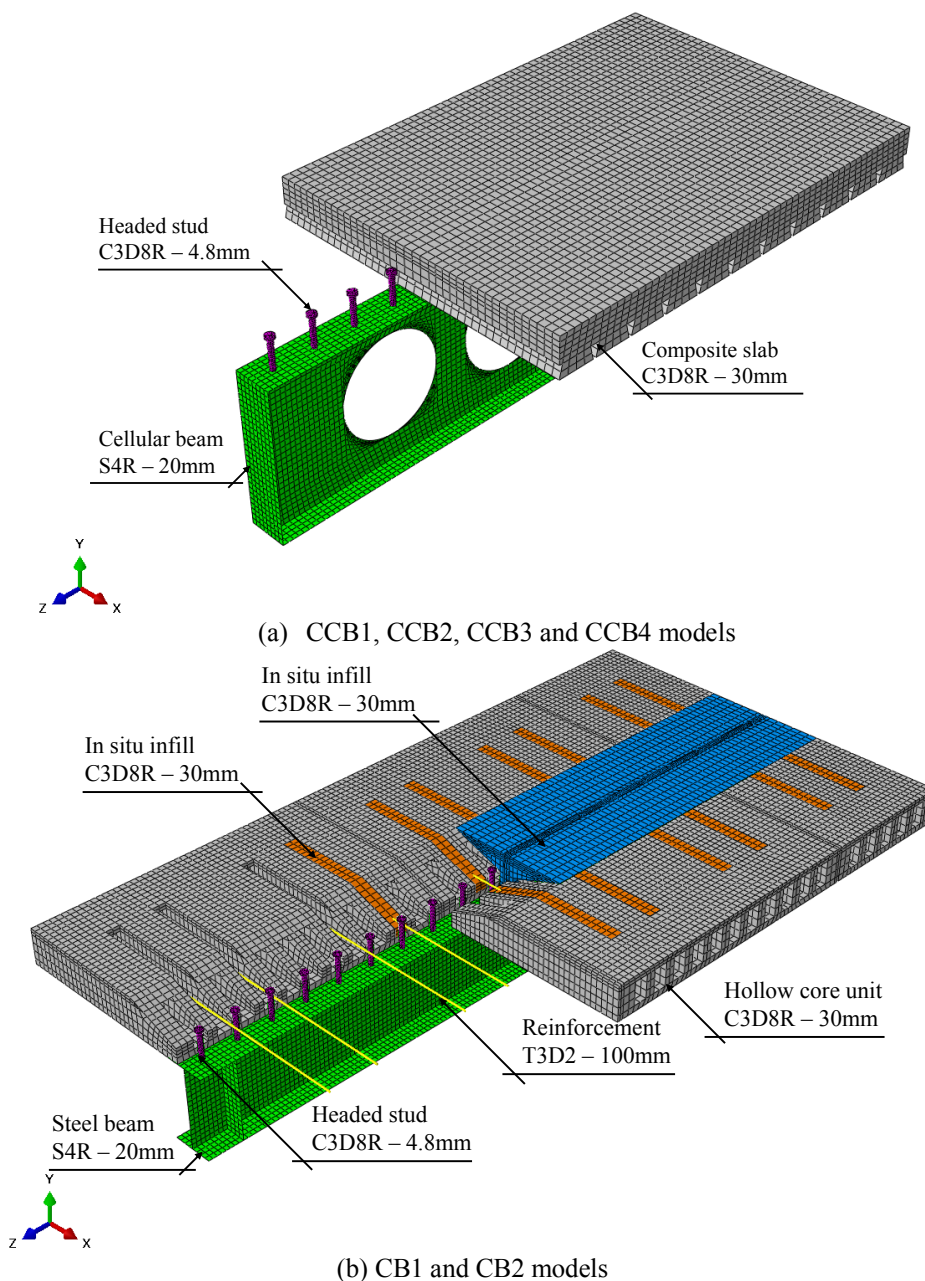 Headed stud
C3D8R – 4.8mm
Composite slab
C3D8R – 30mm
Cellular beam
S4R – 20mm
Y
Z
X
(a) CCB1, CCB2, CCB3 and CCB4 models
In situ infill
C3D8R – 30mm
In situ infill
C3D8R – 30mm
Hollow core unit
C3D8R – 30mm
Reinforcement
T3D2 – 100mm
Headed stud
C3D8R – 4.8mm
Steel beam
S4R – 20mm
Y
Z
X
(b) CB1 and CB2 models